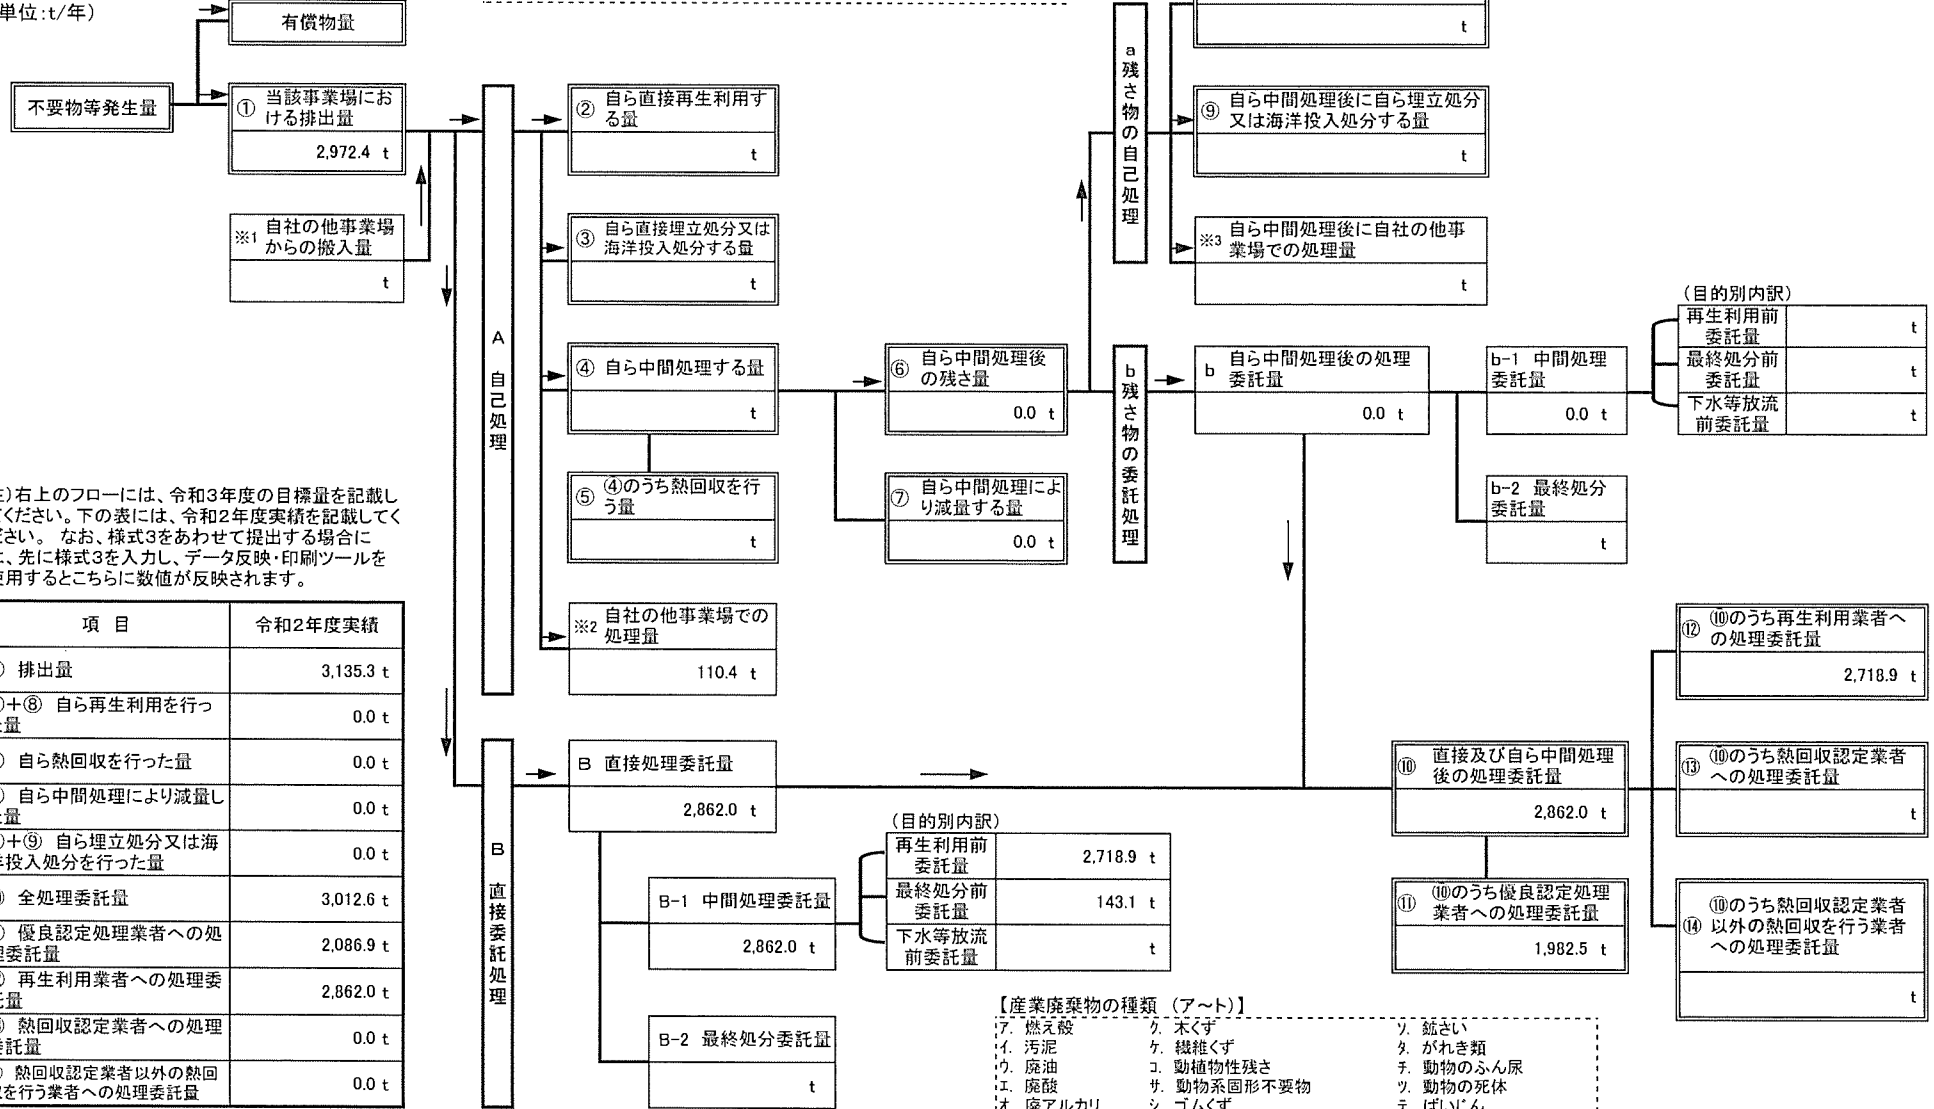 単位:t/年)
有償物量
不要物等発生量
① 当該事業場にお
ける排出量
2,972.4 t
※1 自社の他事業場
からの搬入量
t
A 自己処理
② 自ら直接再生利用す
る量
t
③ 自ら直接埋立処分又は
海洋投入処分する量
t
④ 自ら中間処理する量
t
⑤ ④のうち熱回収を行
う量
t
※2 自社の他事業場での
処理量
110.4 t
⑥ 自ら中間処理後
の残さ量
0.0 t
⑦ 自ら中間処理によ
り減量する量
0.0 t
a 残さ物の自己処理
t
⑨ 自ら中間処理後に自ら埋立処分
又は海洋投入処分する量
t
※3 自ら中間処理後に自社の他事
業場での処理量
t
b 残さ物の委託処理
b 自ら中間処理後の処理
委託量
0.0 t
b-1 中間処理
委託量
0.0 t
(目的別内訳)
再生利用前
委託量 t
最終処分前
委託量 t
下水等放流
前委託量 t
b-2 最終処分
委託量
t
)右上のフローには、令和3年度の目標量を記載し
ください。下の表には、令和2年度実績を記載してく
さい。 なお、様式3をあわせて提出する場合に
、先に様式3を入力し、データ反映・印刷ツールを
用するとこちらに数値が反映されます。
項 目 令和2年度実績
) 排出量 3,135.3 t
)+⑧ 自ら再生利用を行っ
量 0.0 t
) 自ら熱回収を行った量 0.0 t
) 自ら中間処理により減量し
量 0.0 t
)+⑨ 自ら埋立処分又は海
投入処分を行った量 0.0 t
) 全処理委託量 3,012.6 t
) 優良認定処理業者への処
委託量 2,086.9 t
) 再生利用業者への処理委
量 2,862.0 t
) 熱回収認定業者への処理
託量 0.0 t
) 熱回収認定業者以外の熱回
を行う業者への処理委託量 0.0 t
B 直接委託処理
B 直接処理委託量
2,862.0 t
B-1 中間処理委託量
2,862.0 t
(目的別内訳)
再生利用前
委託量 2,718.9 t
最終処分前
委託量 143.1 t
下水等放流
前委託量 t
B-2 最終処分委託量
t
⑩ 直接及び自ら中間処理
後の処理委託量
2,862.0 t
⑪ ⑩のうち優良認定処理
業者への処理委託量
1,982.5 t
⑫ ⑩のうち再生利用業者へ
の処理委託量
2,718.9 t
⑬ ⑩のうち熱回収認定業者
への処理委託量
t
⑭ ⑩のうち熱回収認定業者
以外の熱回収を行う業者
への処理委託量
t
【産業廃棄物の種類 (ア~ト)】
ア. 燃え殻 ク. 木くず ソ. 鉱さい
イ. 汚泥 ケ. 繊維くず タ. がれき類
ウ. 廃油 コ. 動植物性残さ チ. 動物のふん尿
エ. 廃酸 サ. 動物系固形不要物 ツ. 動物の死体
オ. 廃アルカリ シ. ゴムくず テ. ばいじん